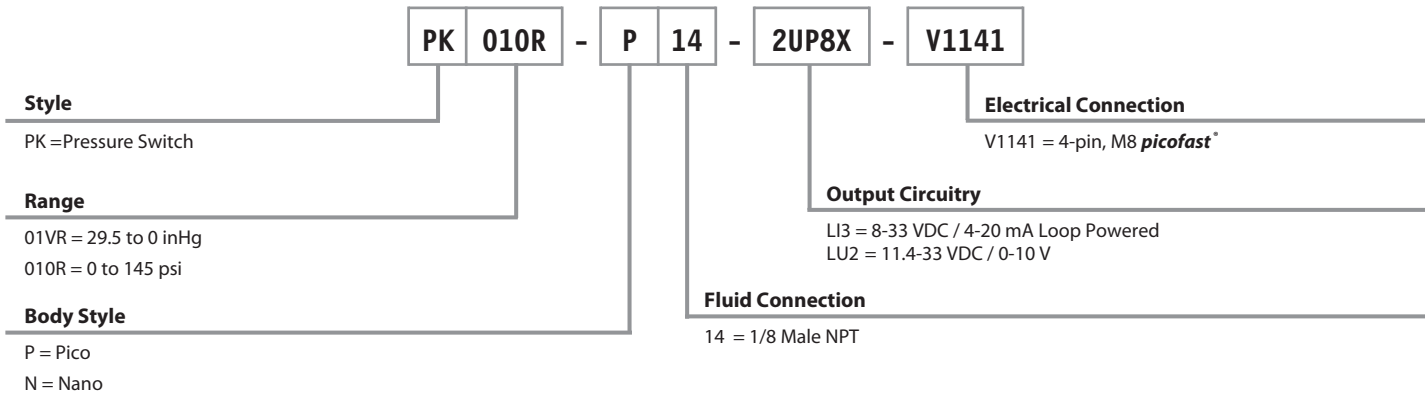 PK 010R - P 14 - 2UP8X - V1141
Style
PK =Pressure Switch
Range
01VR = 29.5 to 0 inHg
010R = 0 to 145 psi
Body Style
P = Pico
N = Nano
Electrical Connection
V1141 = 4-pin, M8 picofast®
Output Circuitry
LI3 = 8-33 VDC / 4-20 mA Loop Powered
LU2 = 11.4-33 VDC / 0-10 V
Fluid Connection
14 = 1/8 Male NPT